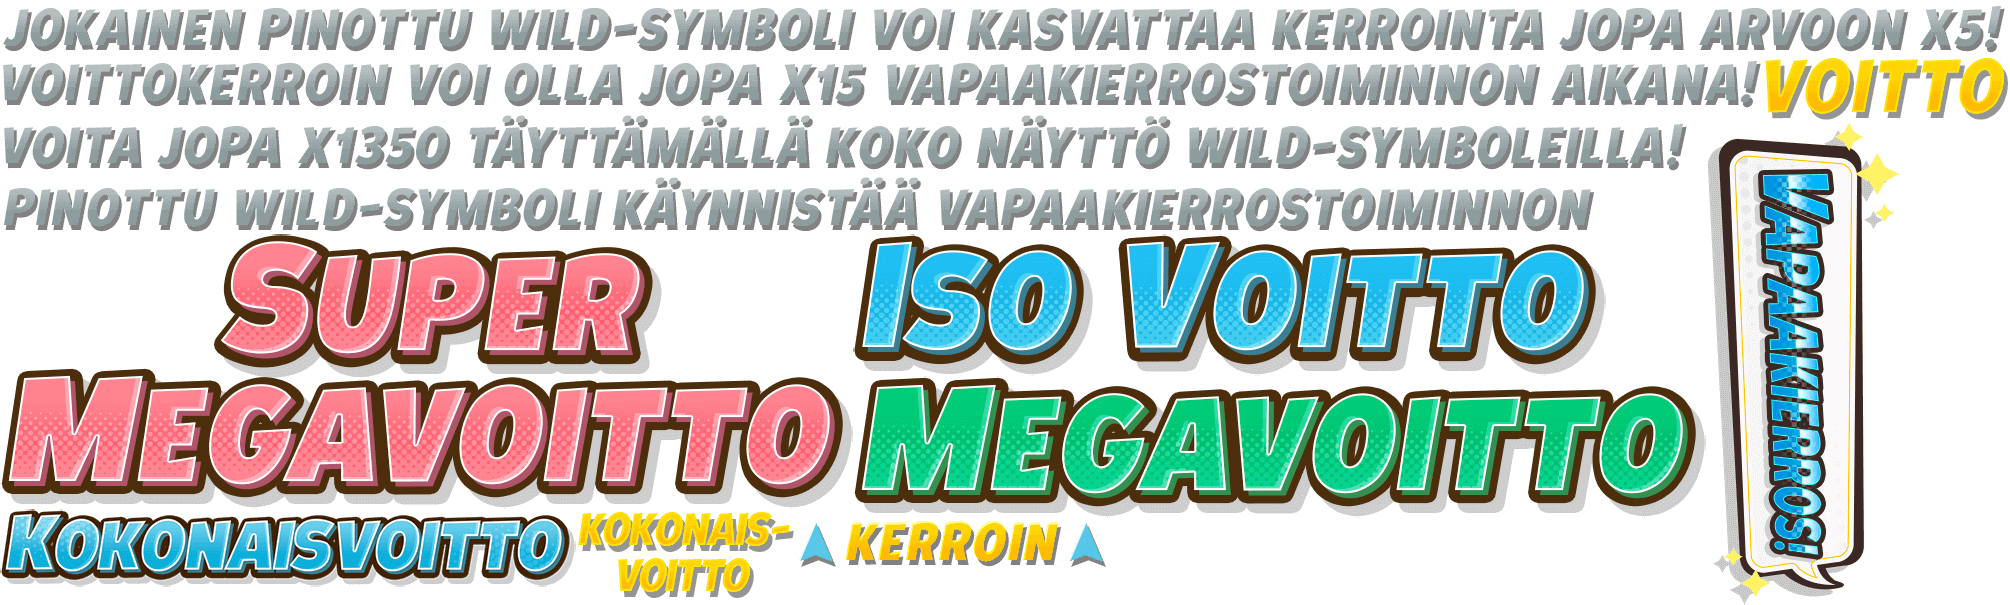 JOKAINEN PINOTTU WILD-SYMBOLI VOI KASVATTAA KERROINTA JOPA ARVOON X5!
VOITTOKERROIN VOI OLLA JOPA X15 VAPAAKIERROSTOIMINNON AIKANA!
VOITTO
VOITA JOPA X1350 TÄYTTÄMÄLLÄ KOKO NÄYTTÖ WILD-SYMBOLEILLA!
PINOTTU WILD-SYMBOLI KÄYNNISTÄÄ VAPAAKIERROSTOIMINNON
VAPAAKIERROS!
SUPER
MEGAVOITTO
ISO VOITTO
MEGAVOITTO
KOKONAISVOITTO
KOKONAIS-
VOITTO
KERROIN